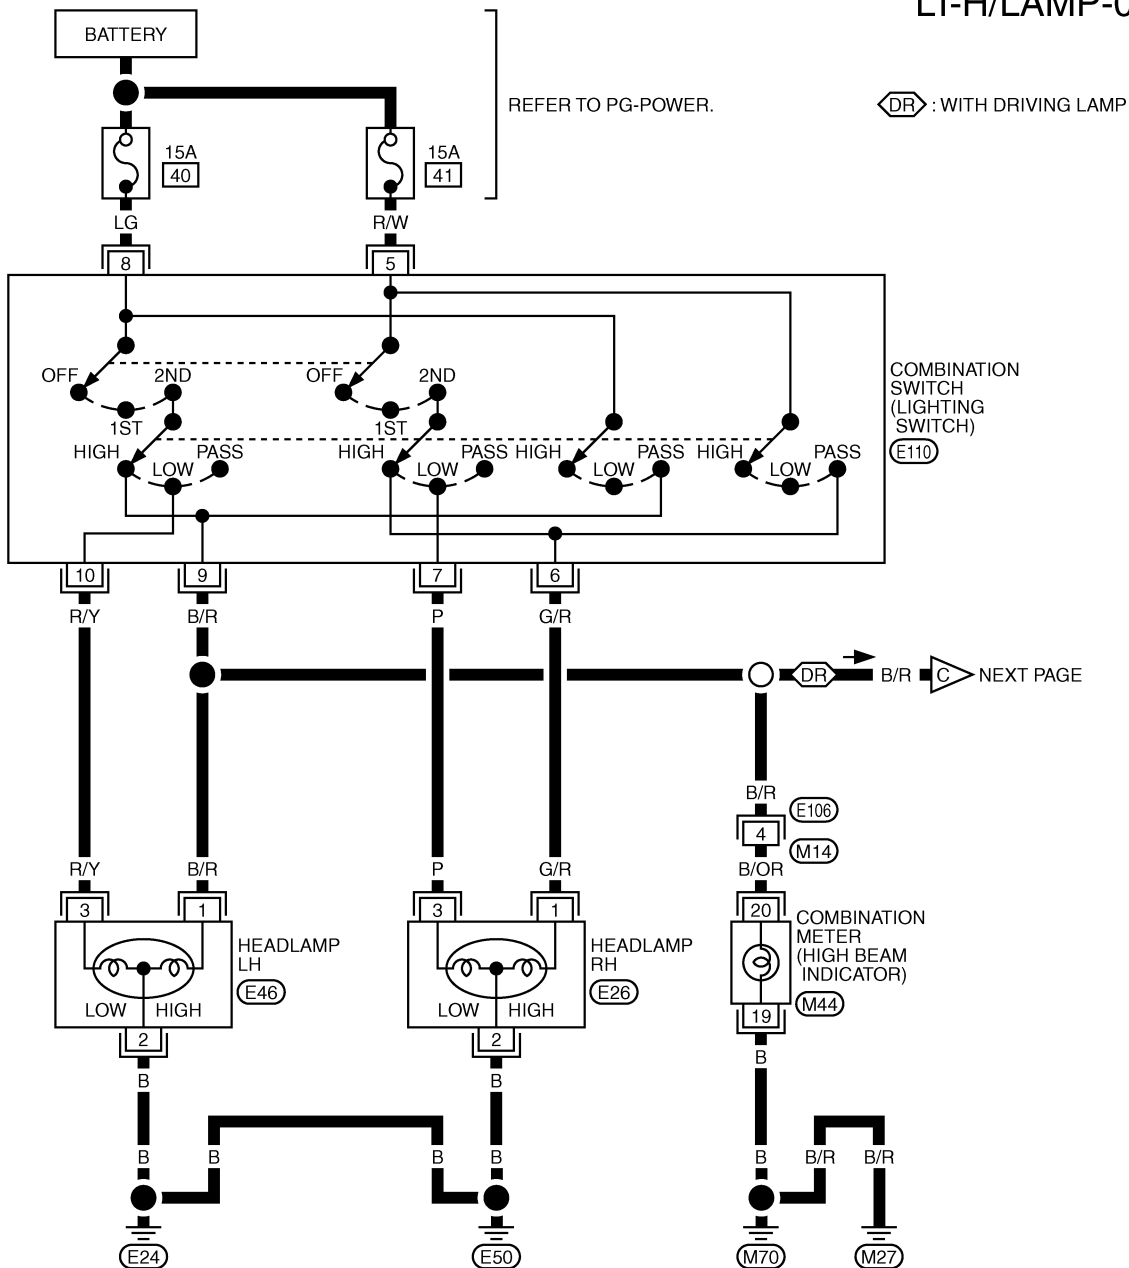 LT-H/LAMP-0
BATTERY
REFER TO PG-POWER.
DR : WITH DRIVING LAMP
15A
40
15A
41
LG
R/W
8
5
OFF
2ND
1ST
OFF
2ND
1ST
COMBINATION
SWITCH
(LIGHTING
SWITCH)
E110
HIGH
LOW
PASS
HIGH
LOW
PASS
HIGH
LOW
PASS
HIGH
LOW
PASS
10
9
7
6
R/Y
B/R
P
G/R
DR
B/R
C
NEXT PAGE
B/R
E106
4
M14
R/Y
B/R
P
G/R
B/OR
3
1
3
1
20
HEADLAMP
LH
E46
LOW
HIGH
HEADLAMP
RH
E26
LOW
HIGH
COMBINATION
METER
(HIGH BEAM
INDICATOR)
M44
2
2
19
B
B
B
B
B
B
B
B
B/R
B/R
E24
E50
M70
M27